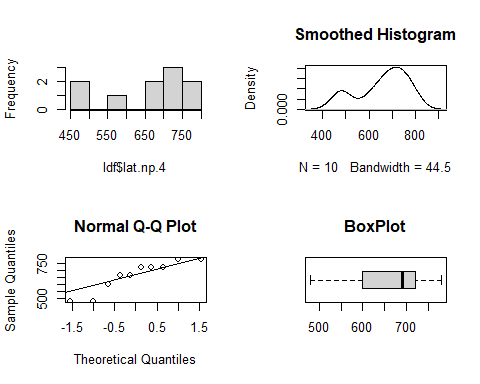 Smoothed Histogram
Frequency
0 2
450 550 650 750
ldf$lat.np.4
Density
0.000
400 600 800
N = 10 Bandwidth = 44.5
Normal Q-Q Plot
Sample Quantiles
500 750
-1.5 -0.5 0.5 1.5
Theoretical Quantiles
BoxPlot
500 600 700